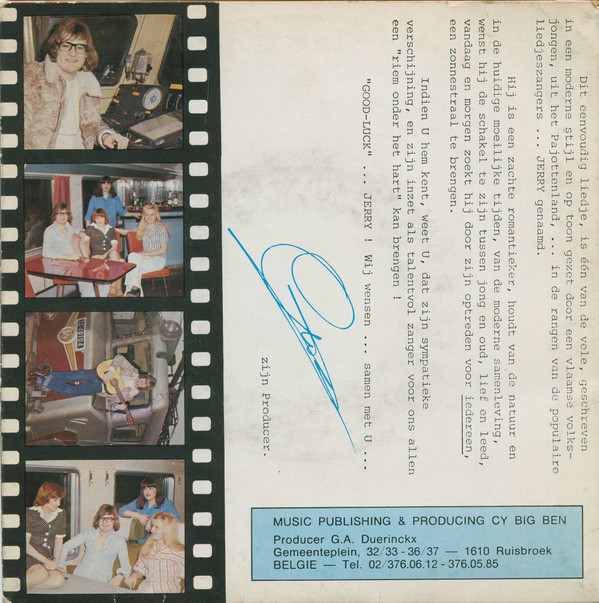 Dit eenvoudig liedje, is één van de vele, geschreven
in een moderne stijl en op toon gezet door een vlaamse volks-
jongen, uit het Pajottenland, ... in de rangen van de populaire
liedjeszangers ... JERRY genaamd.
Hij is een zachte romantieker, houdt van de natuur en
in de huidige moeilijke tijden, van de moderne samenleving,
wenst hij de schakel te zijn tussen jong en oud, lief en leed,
vandaag en morgen zoekt hij door zijn optreden voor iedereen,
een zonnestraal te brengen.
Indien U hem kent, weet U, dat zijn sympatieke
verschijning, en zijn inzet als talentvol zanger voor ons allen
een "riem onder het hart" kan brengen !
"GOOD-LUCK" ... JERRY ! Wij wensen ... samen met U ...
zijn Producer.
MUSIC PUBLISHING & PRODUCING CY BIG BEN
Producer G.A. Duerinckx
Gemeenteplein, 32/33 - 36/37 — 1610 Ruisbroek
BELGIE — Tel. 02/376.06.12 - 376.05.85